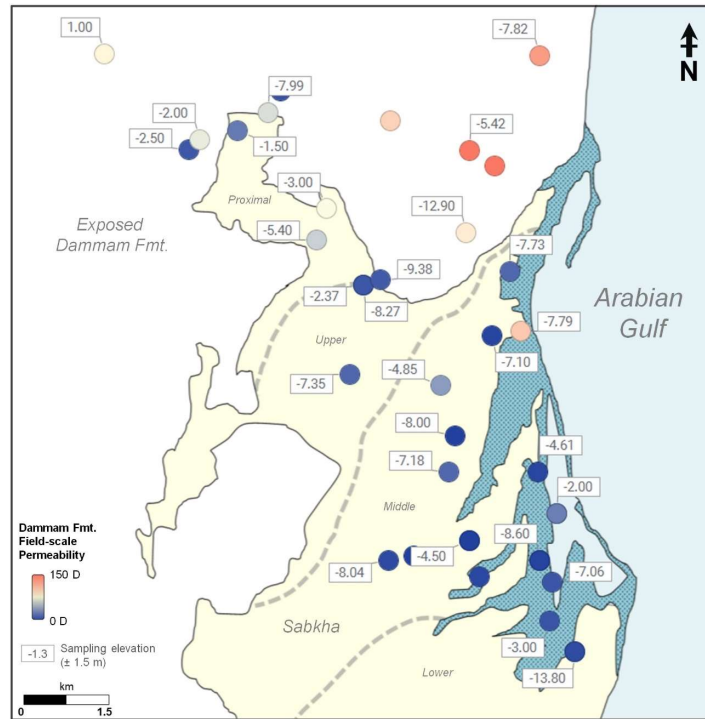 1.00
-7.82
N
-7.99
-2.00
-5.42
-2.50
-1.50
Proximal
-3.00
Exposed
Dammam Fmt.
-12.90
-5.40
-7.73
-9.38
-2.37
-8.27
Arabian
Gulf
-7.79
Upper
-7.10
-7.35
-4.85
-8.00
-7.18
-4.61
-2.00
Middle
Dammam Fmt.
Field-scale
Permeability
150 D
0 D
-8.60
-4.50
-8.04
-7.06
Sabkha
-1.3 Sampling elevation
(± 1.5 m)
-3.00
Lower
-13.80
km
0 1.5